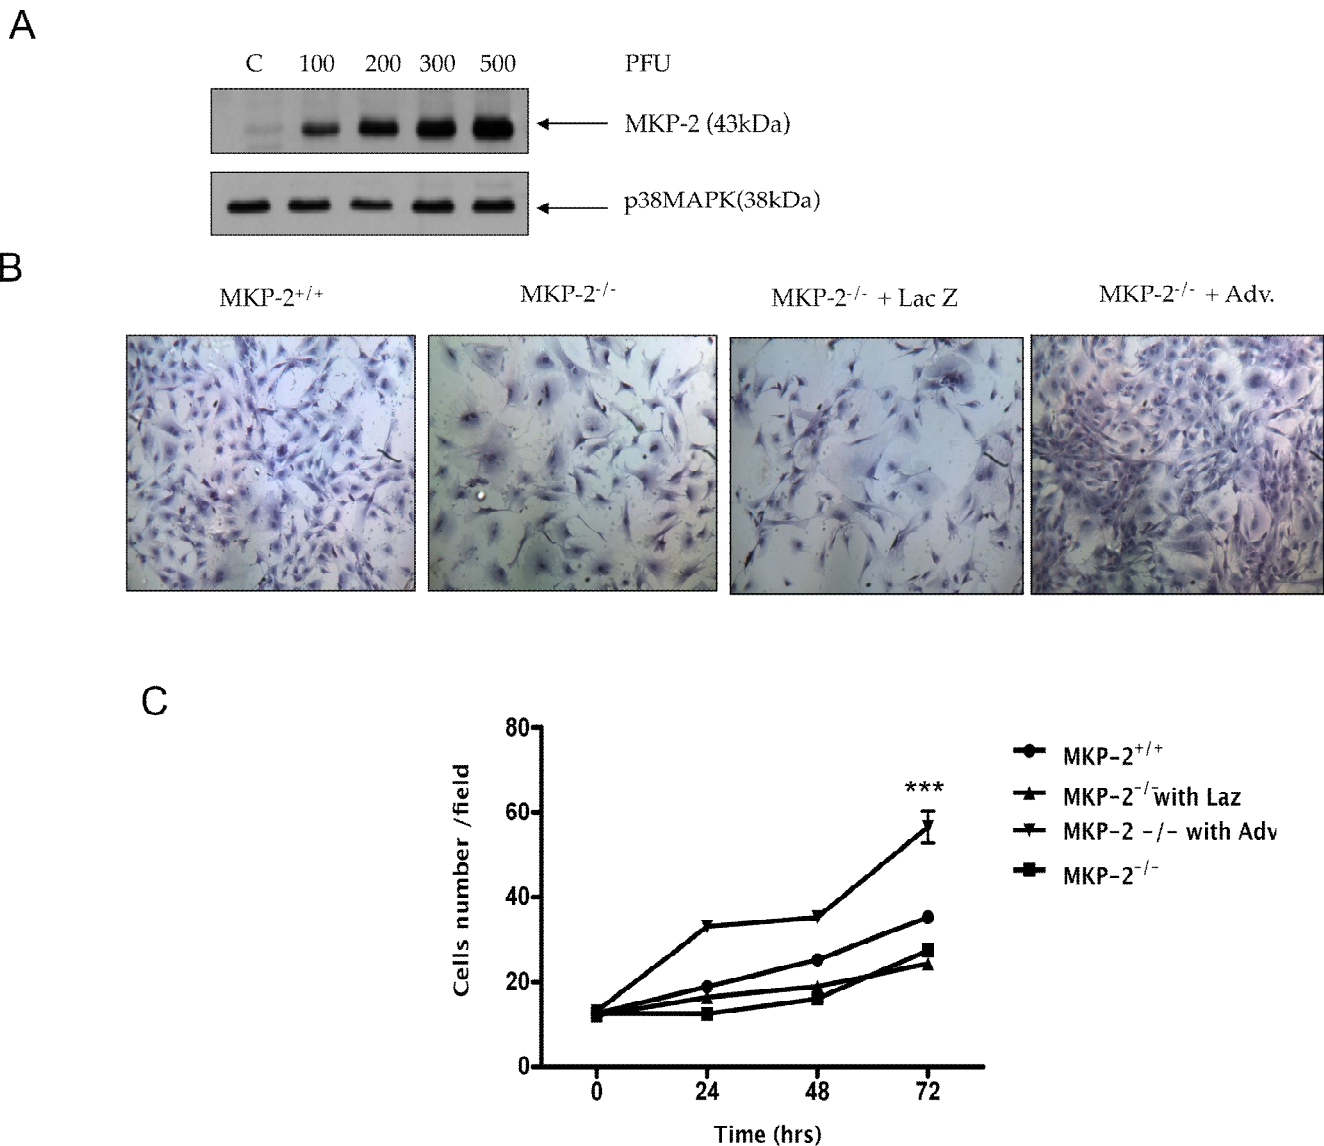 A
C 100 200 300 500 PFU
MKP-2 (43kDa)
p38MAPK(38kDa)
B
MKP-2+/+ MKP-2-/- MKP-2-/- + Lac Z MKP-2-/- + Adv.
C
80
60
40
20
0
Cells number /field
***
0 24 48 72
Time (hrs)
MKP-2+/+
MKP-2-/-with Laz
MKP-2 -/- with Adv
MKP-2-/-